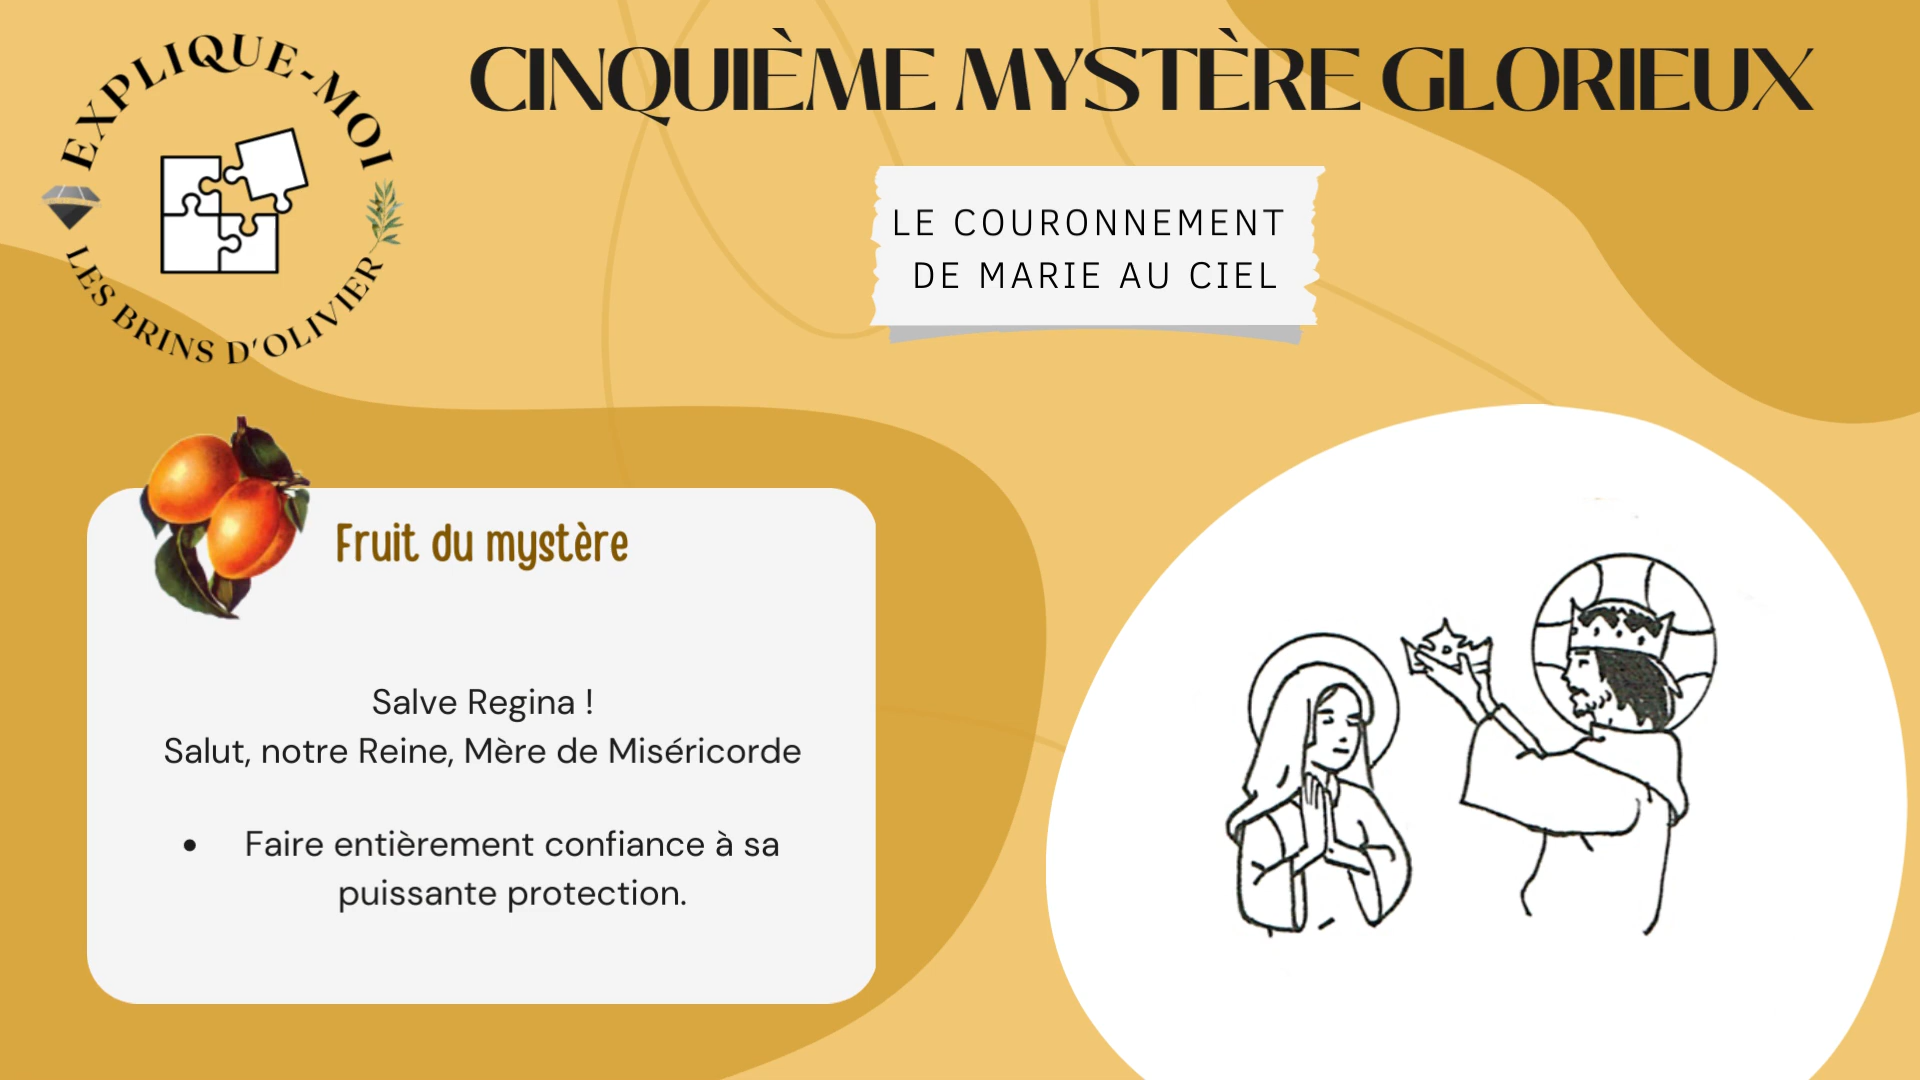 EXPLIQUE-MOI
LES BRINS D'OLIVIER
CINQUIÈME MYSTÈRE GLORIEUX
LE COURONNEMENT
DE MARIE AU CIEL
Fruit du mystère
Salve Regina !
Salut, notre Reine, Mère de Miséricorde
• Faire entièrement confiance à sa
puissante protection.